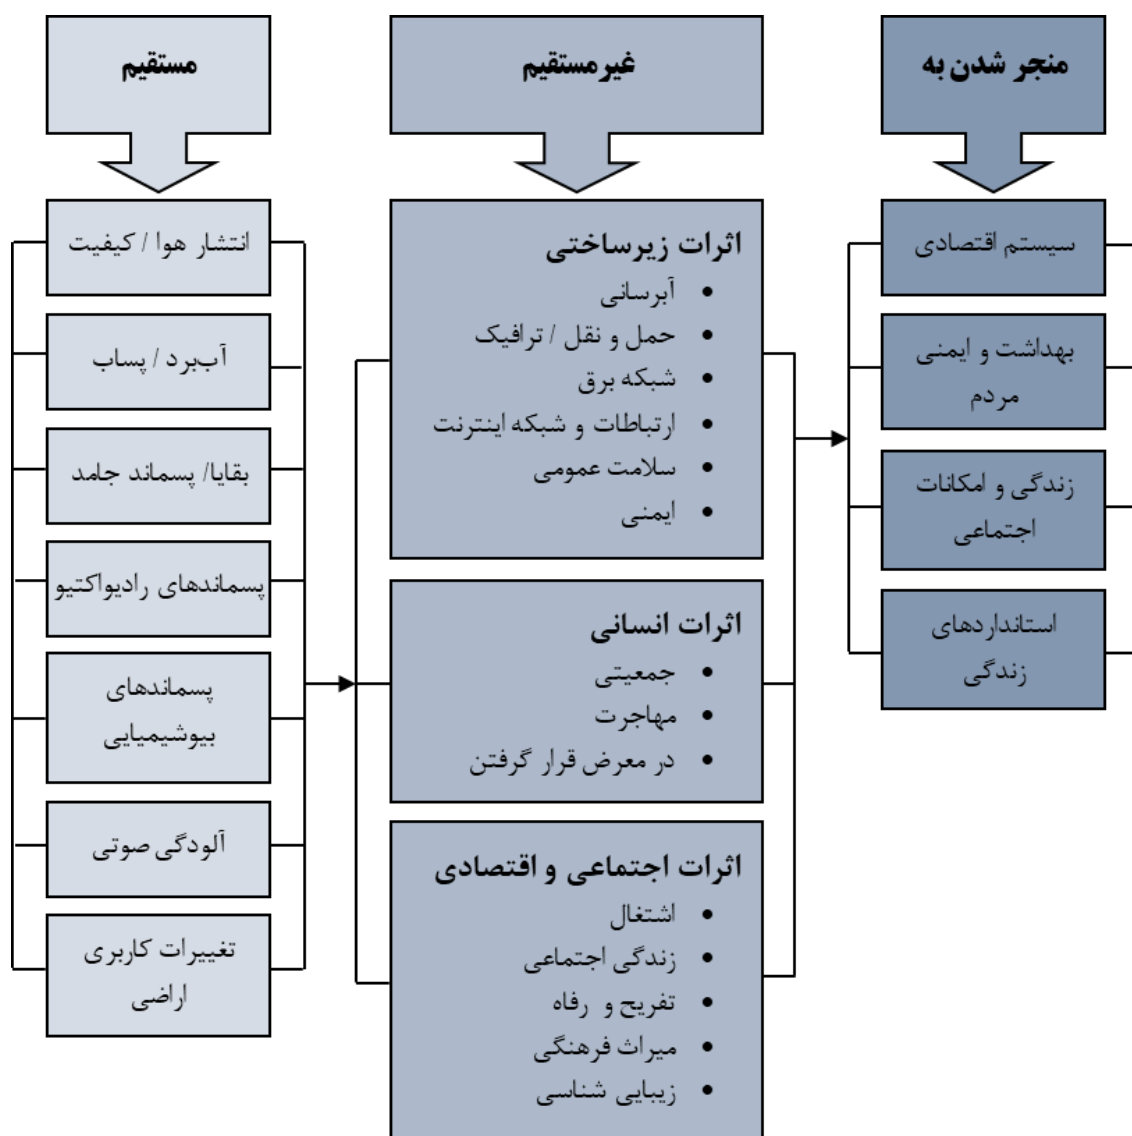 مستقیم
غیرمستقیم
منجر شدن به
انتشار هوا / کیفیت
آب‌برد / پساب
بقایا/ پسماند جامد
پسماندهای رادیواکتیو
پسماندهای
بیوشیمیایی
آلودگی صوتی
تغییرات کاربری
اراضی
اثرات زیرساختی
• آبرسانی
• حمل و نقل / ترافیک
• شبکه برق
• ارتباطات و شبکه اینترنت
• سلامت عمومی
• ایمنی
اثرات انسانی
• جمعیتی
• مهاجرت
• در معرض قرار گرفتن
اثرات اجتماعی و اقتصادی
• اشتغال
• زندگی اجتماعی
• تفریح و رفاه
• میراث فرهنگی
• زیبایی شناسی
سیستم اقتصادی
بهداشت و ایمنی
مردم
زندگی و امکانات
اجتماعی
استانداردهای
زندگی